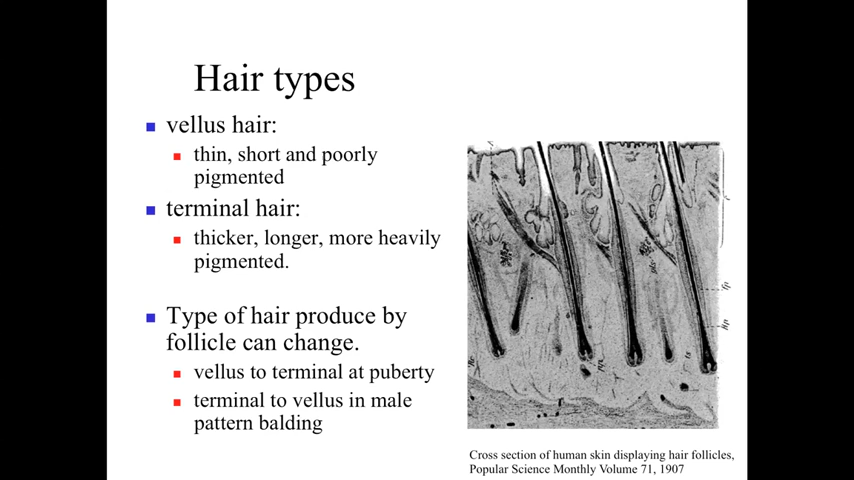 Hair types
vellus hair:
thin, short and poorly
pigmented
terminal hair:
thicker, longer, more heavily
pigmented.
Type of hair produce by
follicle can change.
vellus to terminal at puberty
terminal to vellus in male
pattern balding
Cross section of human skin displaying hair follicles,
Popular Science Monthly Volume 71, 1907